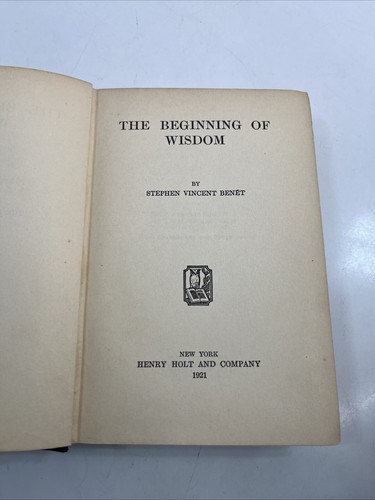 THE BEGINNING OF
WISDOM
BY
STEPHEN VINCENT BENÉT
NEW YORK
HENRY HOLT AND COMPANY
1921